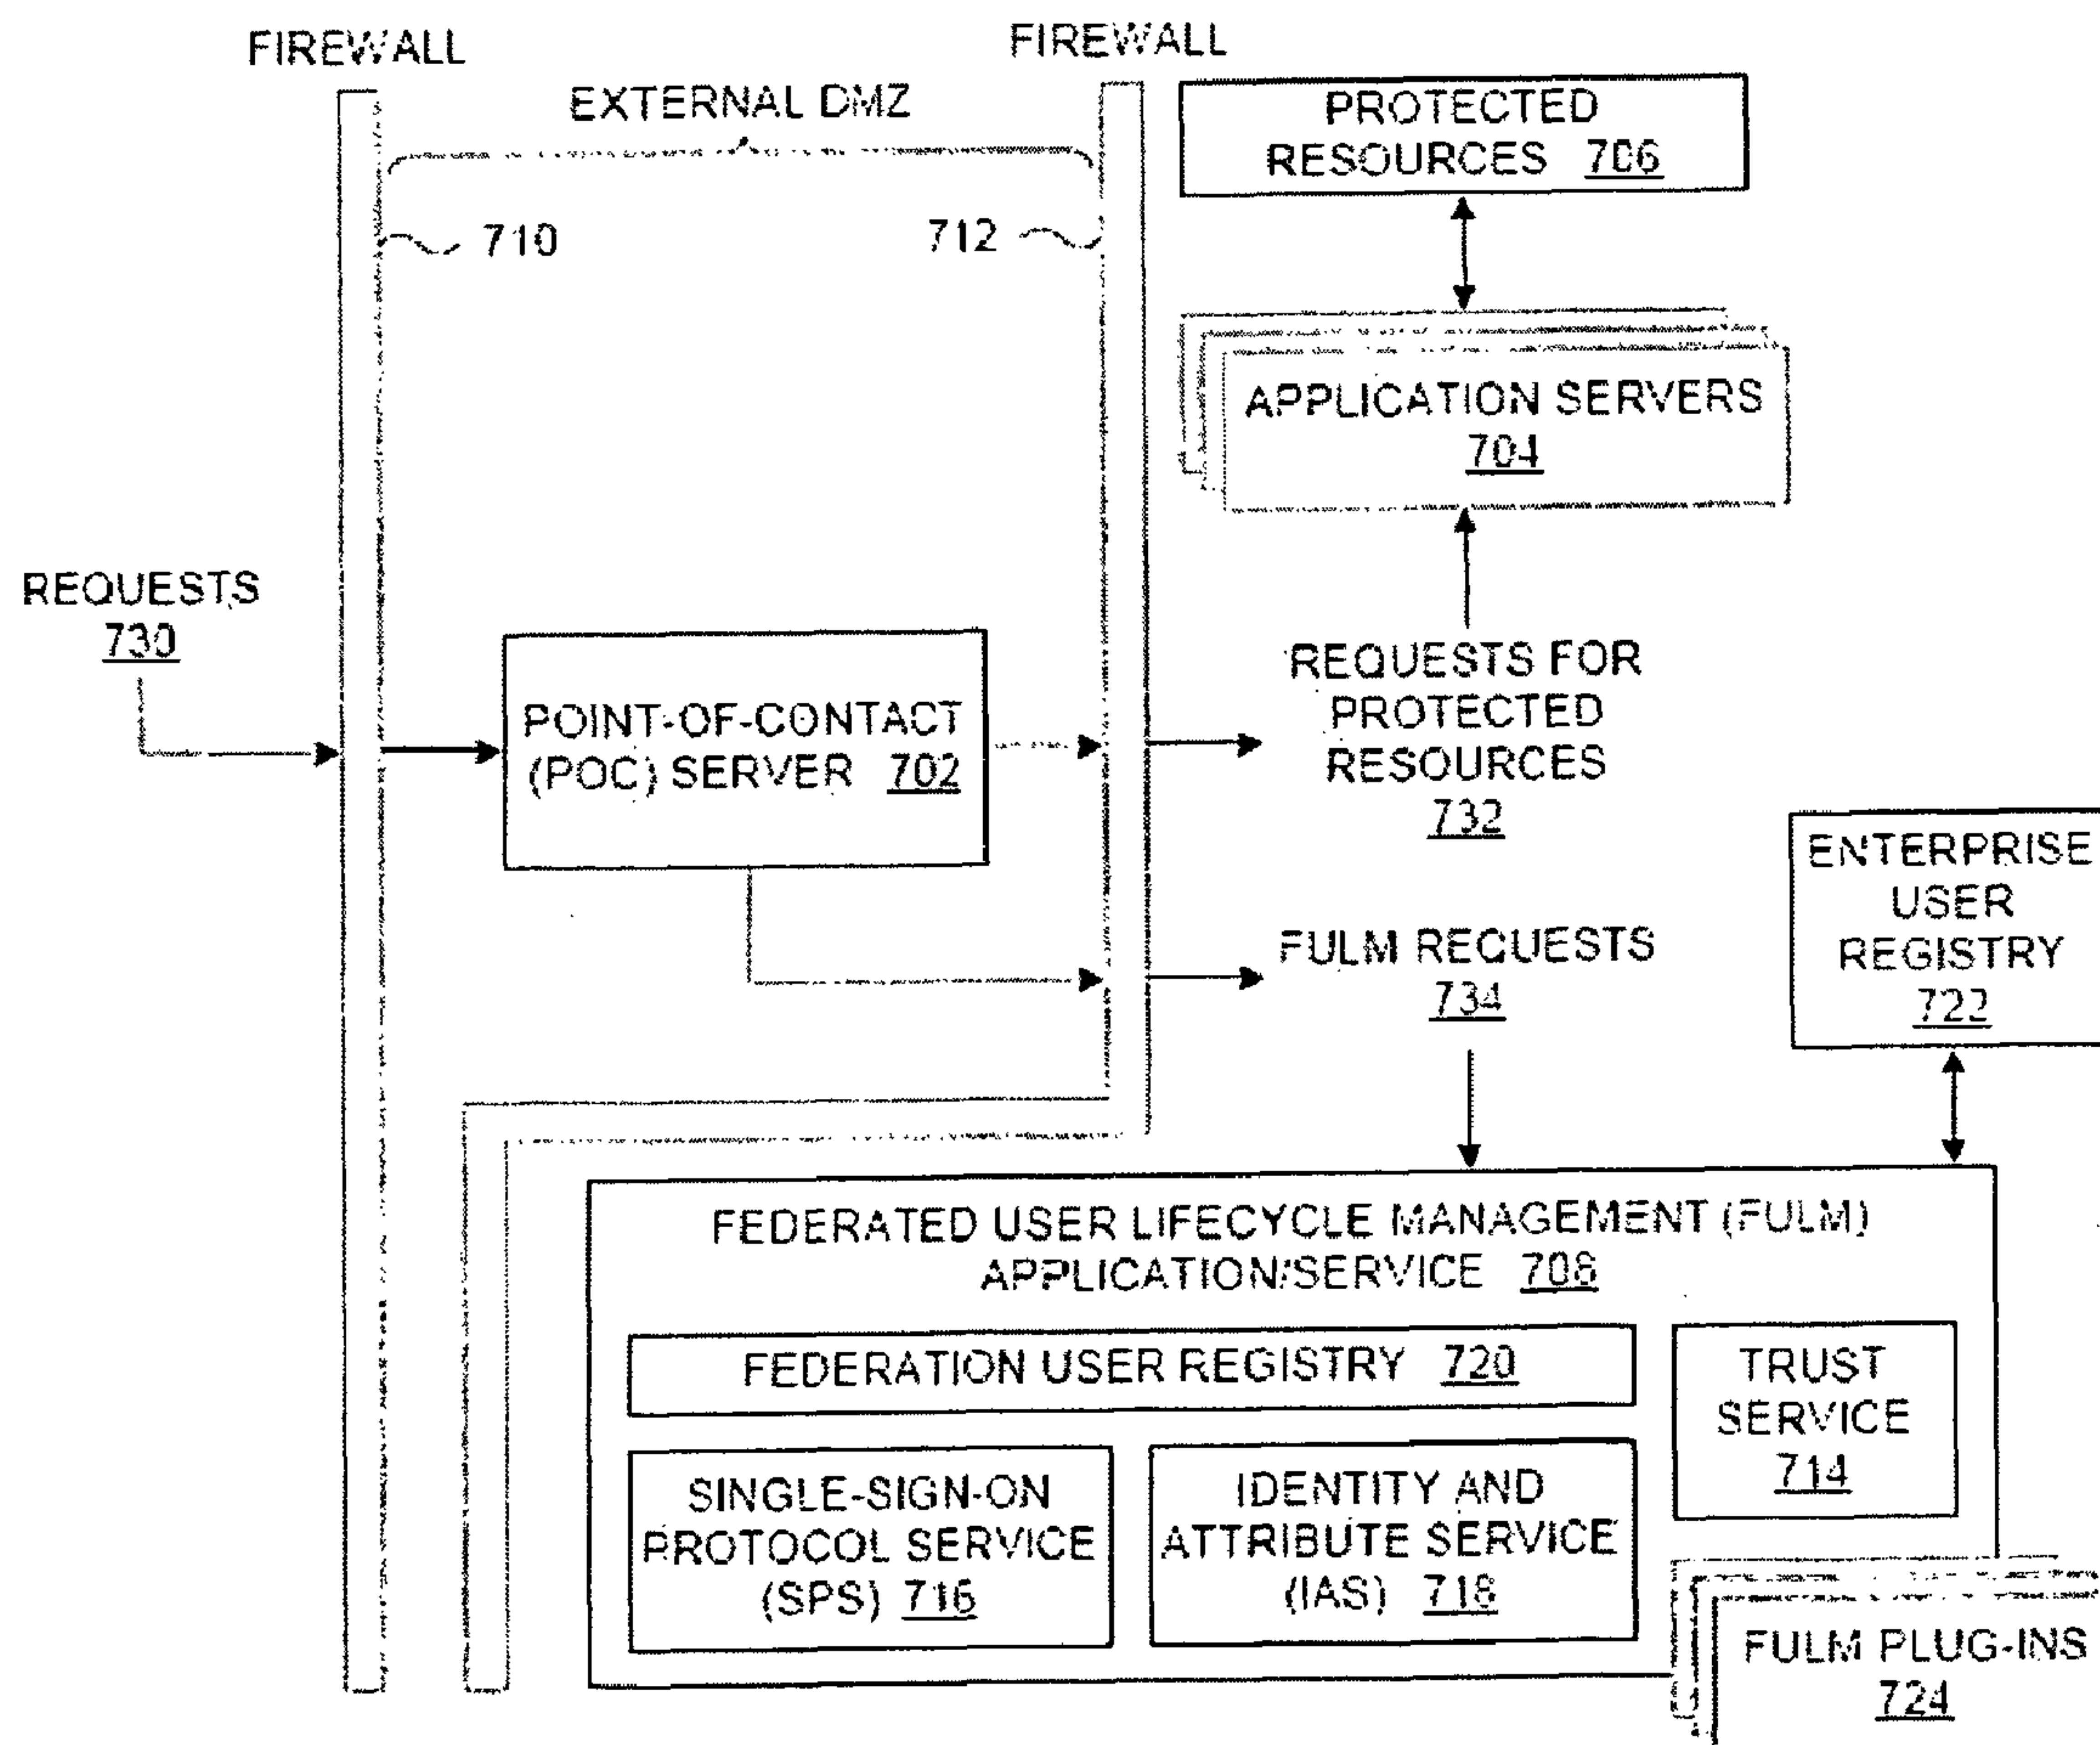 FIREWALL
FIREWALL
EXTERNAL DMZ
PROTECTED
RESOURCES 706
710
712
APPLICATION SERVERS
704
REQUESTS
730
POINT-OF-CONTACT
(POC) SERVER 702
REQUESTS FOR
PROTECTED
RESOURCES
732
ENTERPRISE
USER
REGISTRY
722
FULM REQUESTS
734
FEDERATED USER LIFECYCLE MANAGEMENT (FULM)
APPLICATION/SERVICE 708
FEDERATION USER REGISTRY 720
TRUST
SERVICE
714
SINGLE-SIGN-ON
PROTOCOL SERVICE
(SPS) 716
IDENTITY AND
ATTRIBUTE SERVICE
(IAS) 718
FULM PLUG-INS
724